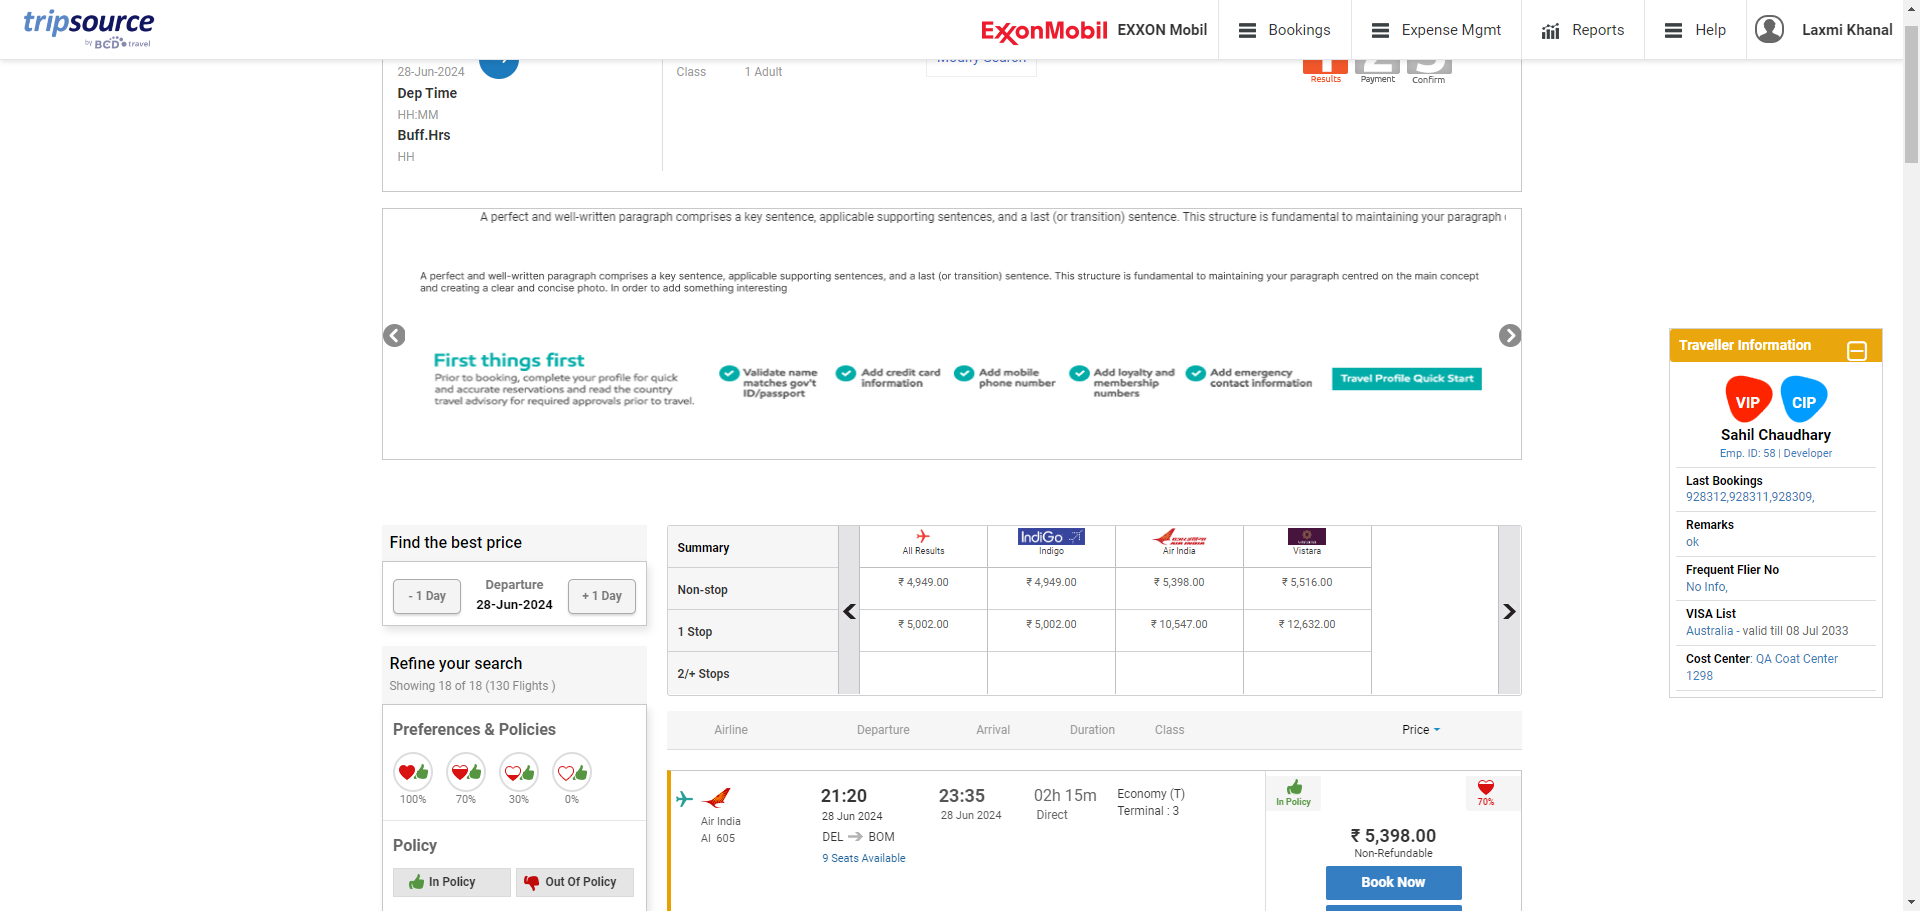 tripsource
by BCD travel
ExxonMobil EXXON Mobil
Bookings
Expense Mgmt
Reports
Help
Laxmi Khanal
28-Jun-2024
Dep Time
HH:MM
Buff.Hrs
HH
Class 1 Adult
Modify Search
Results
Payment
Confirm
A perfect and well-written paragraph comprises a key sentence, applicable supporting sentences, and a last (or transition) sentence. This structure is fundamental to maintaining your paragraph
A perfect and well-written paragraph comprises a key sentence, applicable supporting sentences, and a last (or transition) sentence. This structure is fundamental to maintaining your paragraph centred on the main concept
and creating a clear and concise photo. In order to add something interesting
First things first
Prior to booking, complete your profile for quick
and accurate reservations and read the country
travel advisory for required approvals prior to travel.
Validate name
matches gov't
ID/passport
Add credit card
information
Add mobile
phone number
Add loyalty and
membership
numbers
Add emergency
contact information
Travel Profile Quick Start
Traveller Information
VIP CIP
Sahil Chaudhary
Emp. ID: 58 | Developer
Last Bookings
928312,928311,928309,
Remarks
ok
Frequent Flier No
No Info,
VISA List
Australia - valid till 08 Jul 2033
Cost Center: QA Coat Center
1298
Find the best price
- 1 Day
Departure
28-Jun-2024
+ 1 Day
Refine your search
Showing 18 of 18 (130 Flights )
Preferences & Policies
100% 70% 30% 0%
Policy
In Policy
Out Of Policy
Summary
All Results
IndiGo
Indigo
AIR INDIA
Air India
Vistara
Non-stop ₹ 4,949.00 ₹ 4,949.00 ₹ 5,398.00 ₹ 5,516.00
1 Stop ₹ 5,002.00 ₹ 5,002.00 ₹ 10,547.00 ₹ 12,632.00
2/+ Stops
Airline Departure Arrival Duration Class Price
Air India
AI 605
21:20
28 Jun 2024
DEL BOM
9 Seats Available
23:35
28 Jun 2024
02h 15m
Direct
Economy (T)
Terminal : 3
In Policy
70%
₹ 5,398.00
Non-Refundable
Book Now